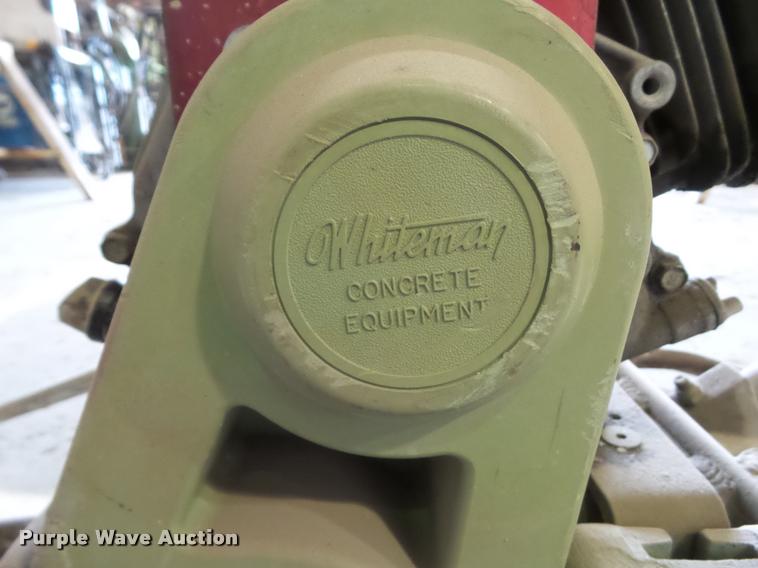 Whiteman
CONCRETE
EQUIPMENT
Purple Wave Auction